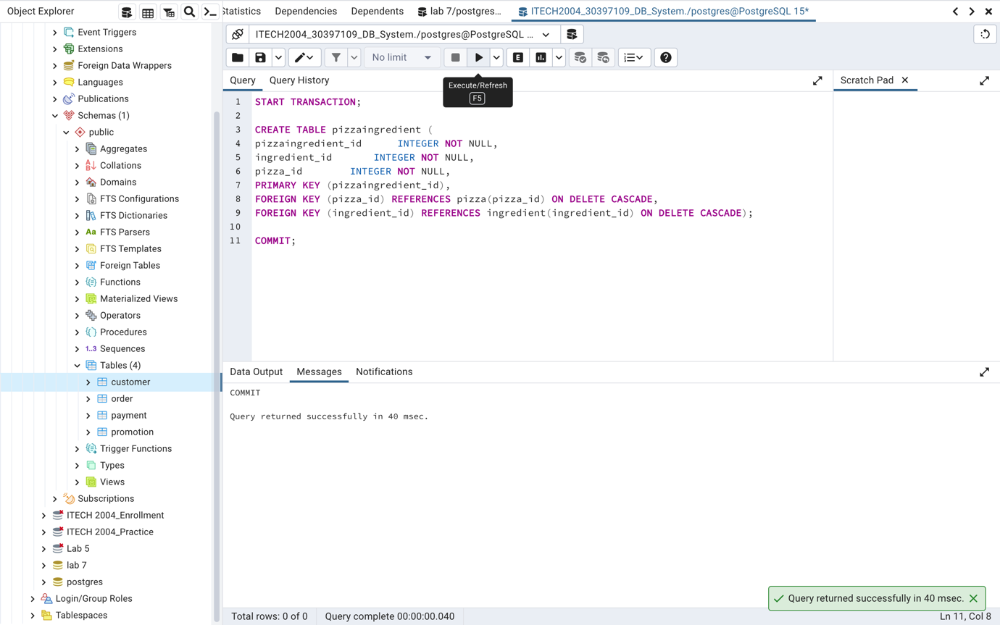 Object Explorer
Statistics
Dependencies
Dependents
lab 7/postgres...
ITECH2004_30397109_DB_System./postgres@PostgreSQL 15*
Event Triggers
Extensions
Foreign Data Wrappers
Languages
Publications
Schemas (1)
public
Aggregates
Collations
Domains
FTS Configurations
FTS Dictionaries
Aa FTS Parsers
FTS Templates
Foreign Tables
Functions
Materialized Views
Operators
Procedures
1..3 Sequences
Tables (4)
customer
order
payment
promotion
Trigger Functions
Types
Views
Subscriptions
ITECH 2004_Enrollment
ITECH 2004_Practice
Lab 5
lab 7
postgres
Login/Group Roles
Tablespaces
ITECH2004_30397109_DB_System./postgres@PostgreSQL ...
No limit
E
Query
Query History
Execute/Refresh
F5
Scratch Pad
1 START TRANSACTION;
2
3 CREATE TABLE pizzaingredient (
4 pizzaingredient_id INTEGER NOT NULL,
5 ingredient_id INTEGER NOT NULL,
6 pizza_id INTEGER NOT NULL,
7 PRIMARY KEY (pizzaingredient_id),
8 FOREIGN KEY (pizza_id) REFERENCES pizza(pizza_id) ON DELETE CASCADE,
9 FOREIGN KEY (ingredient_id) REFERENCES ingredient(ingredient_id) ON DELETE CASCADE);
10
11 COMMIT;
Data Output
Messages
Notifications
COMMIT
Query returned successfully in 40 msec.
Query returned successfully in 40 msec.
Total rows: 0 of 0
Query complete 00:00:00.040
Ln 11, Col 8